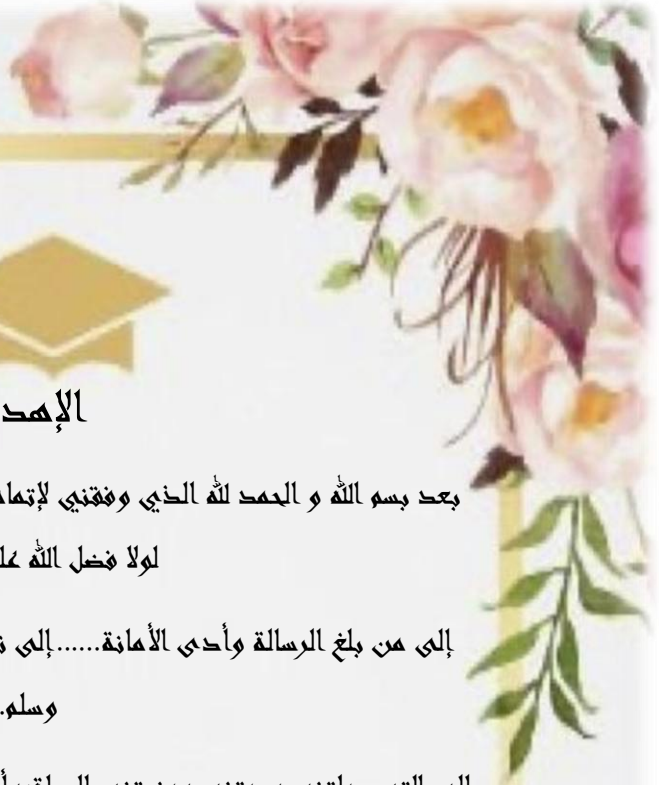 الإهد
بعد بسم الله و الحمد لله الذي وفقني لإتما
لولا فضل الله عل
إلى من بلغ الرسالة وأدى الأمانة......إلى ن
وسلم.